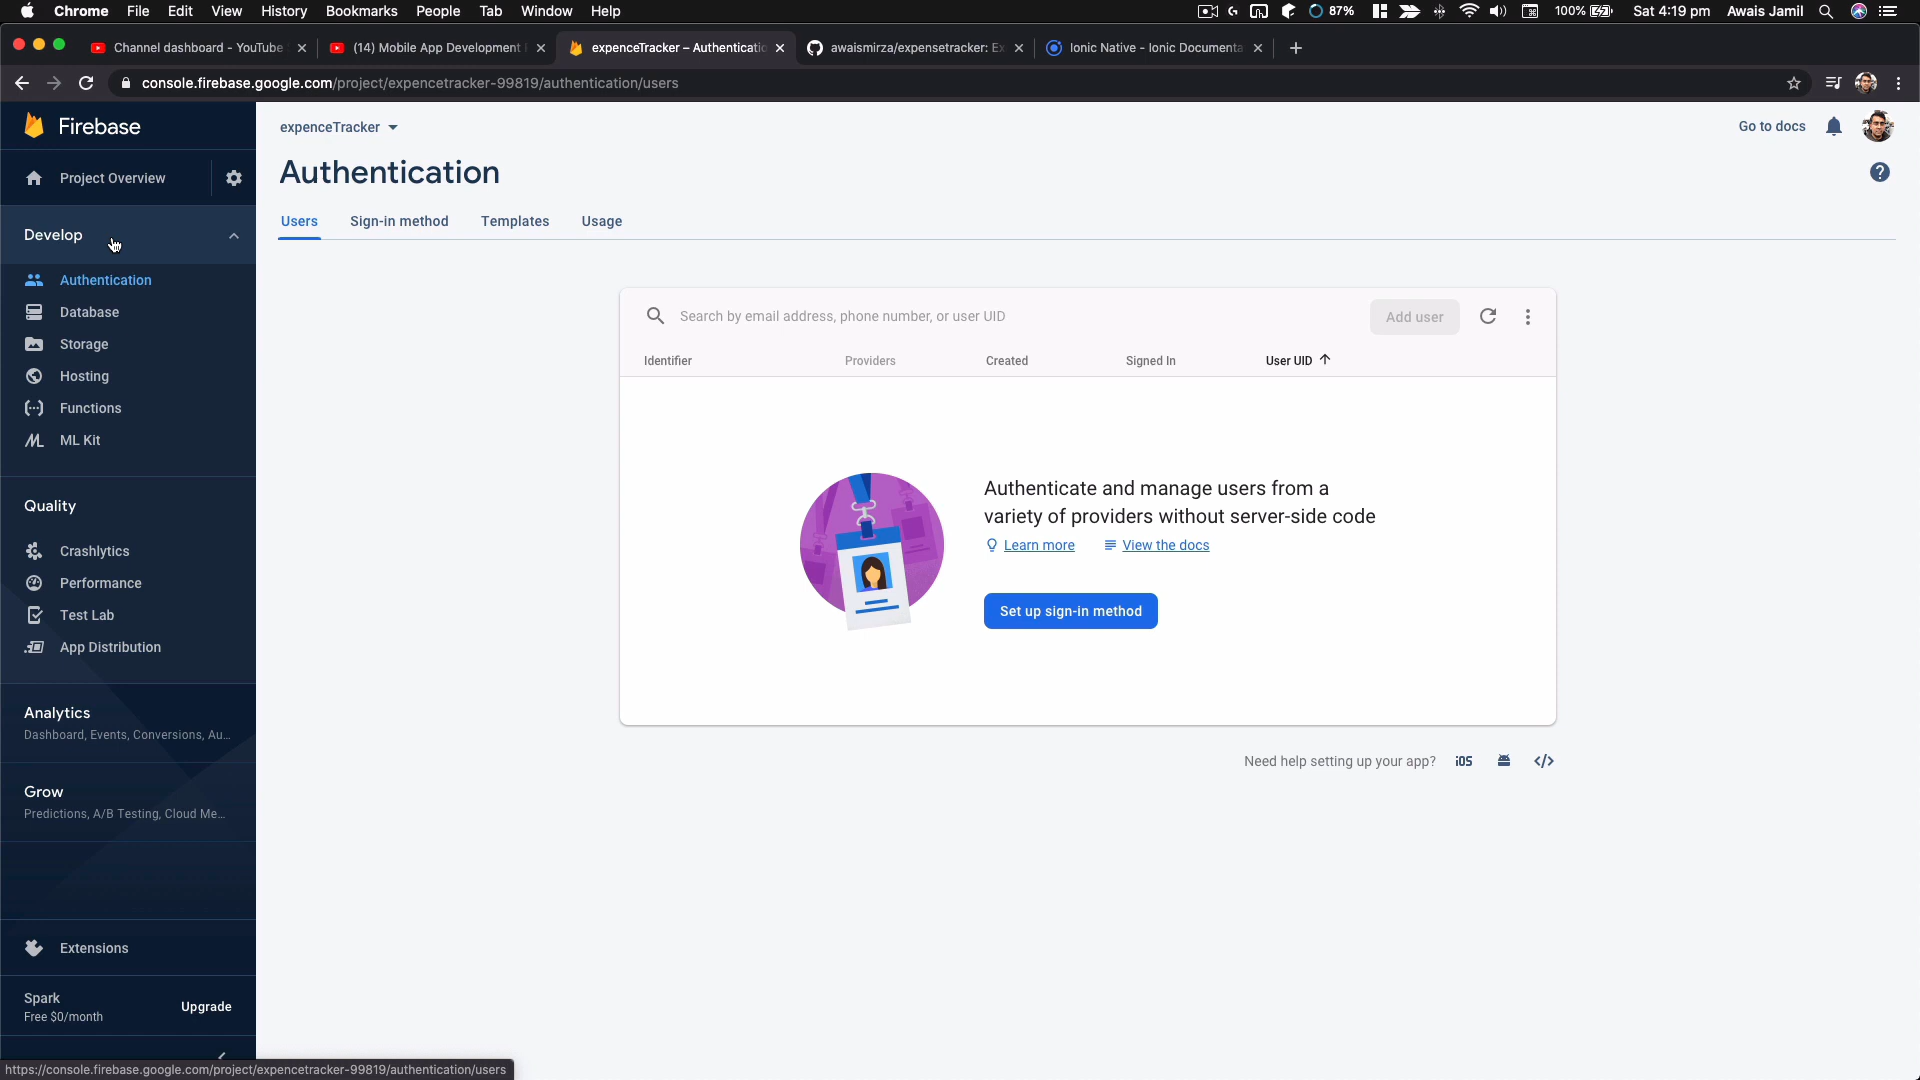 Chrome File Edit View History Bookmarks People Tab Window Help
87% 100% Sat 4:19 pm Awais Jamil
Channel dashboard - YouTube
(14) Mobile App Development
expenceTracker – Authenticatio
awaismirza/expensetracker: Ex
Ionic Native - Ionic Documenta
console.firebase.google.com/project/expencetracker-99819/authentication/users
Firebase
Project Overview
Develop
Authentication
Database
Storage
Hosting
Functions
ML Kit
Quality
Crashlytics
Performance
Test Lab
App Distribution
Analytics
Dashboard, Events, Conversions, Au...
Grow
Predictions, A/B Testing, Cloud Me...
Extensions
Spark
Free $0/month
Upgrade
expenceTracker
Go to docs
Authentication
Users Sign-in method Templates Usage
Search by email address, phone number, or user UID
Add user
Identifier Providers Created Signed In User UID
Authenticate and manage users from a
variety of providers without server-side code
Learn more View the docs
Set up sign-in method
Need help setting up your app? iOS
https://console.firebase.google.com/project/expencetracker-99819/authentication/users